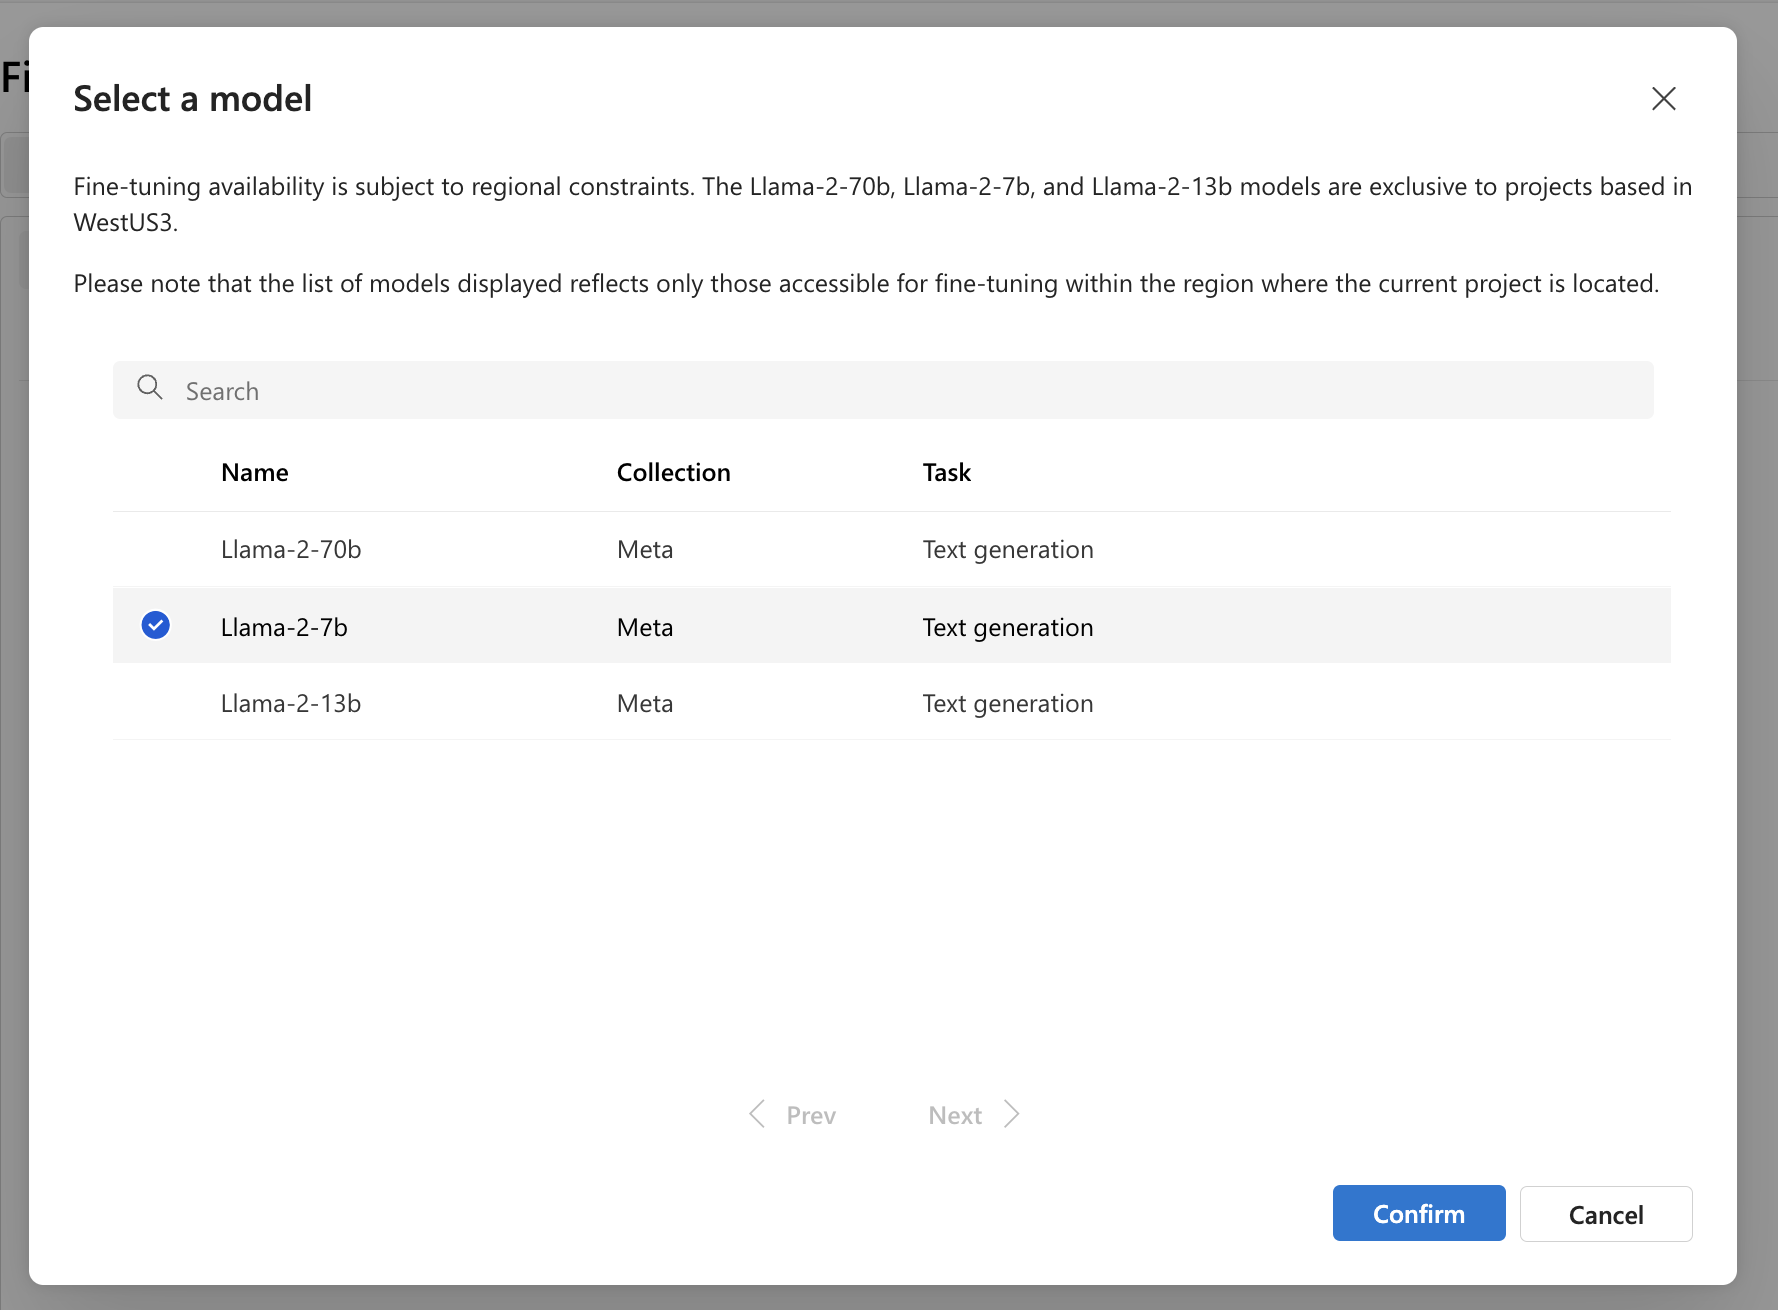 Fi
Select a model
Fine-tuning availability is subject to regional constraints. The Llama-2-70b, Llama-2-7b, and Llama-2-13b models are exclusive to projects based in
WestUS3.
Please note that the list of models displayed reflects only those accessible for fine-tuning within the region where the current project is located.
Search
Name Collection Task
Llama-2-70b Meta Text generation
Llama-2-7b Meta Text generation
Llama-2-13b Meta Text generation
Prev Next
Confirm Cancel